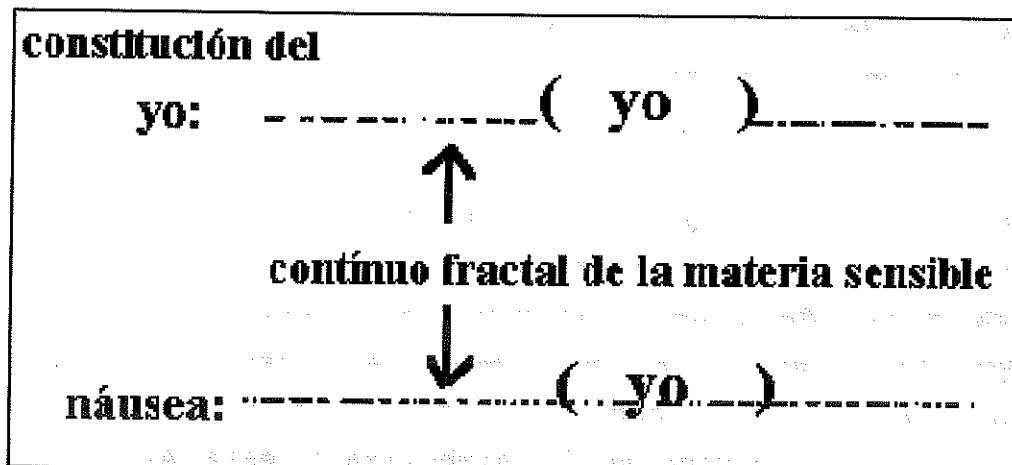 constitución del
yo: ( yo )
contínuo fractal de la materia sensible
náusea: ( yo )